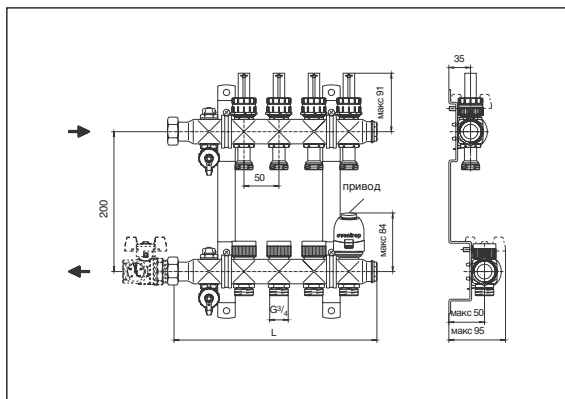 35
макс 91
50
200
привод
oventrop
макс 84
G³/₄
L
макс 50
макс 95